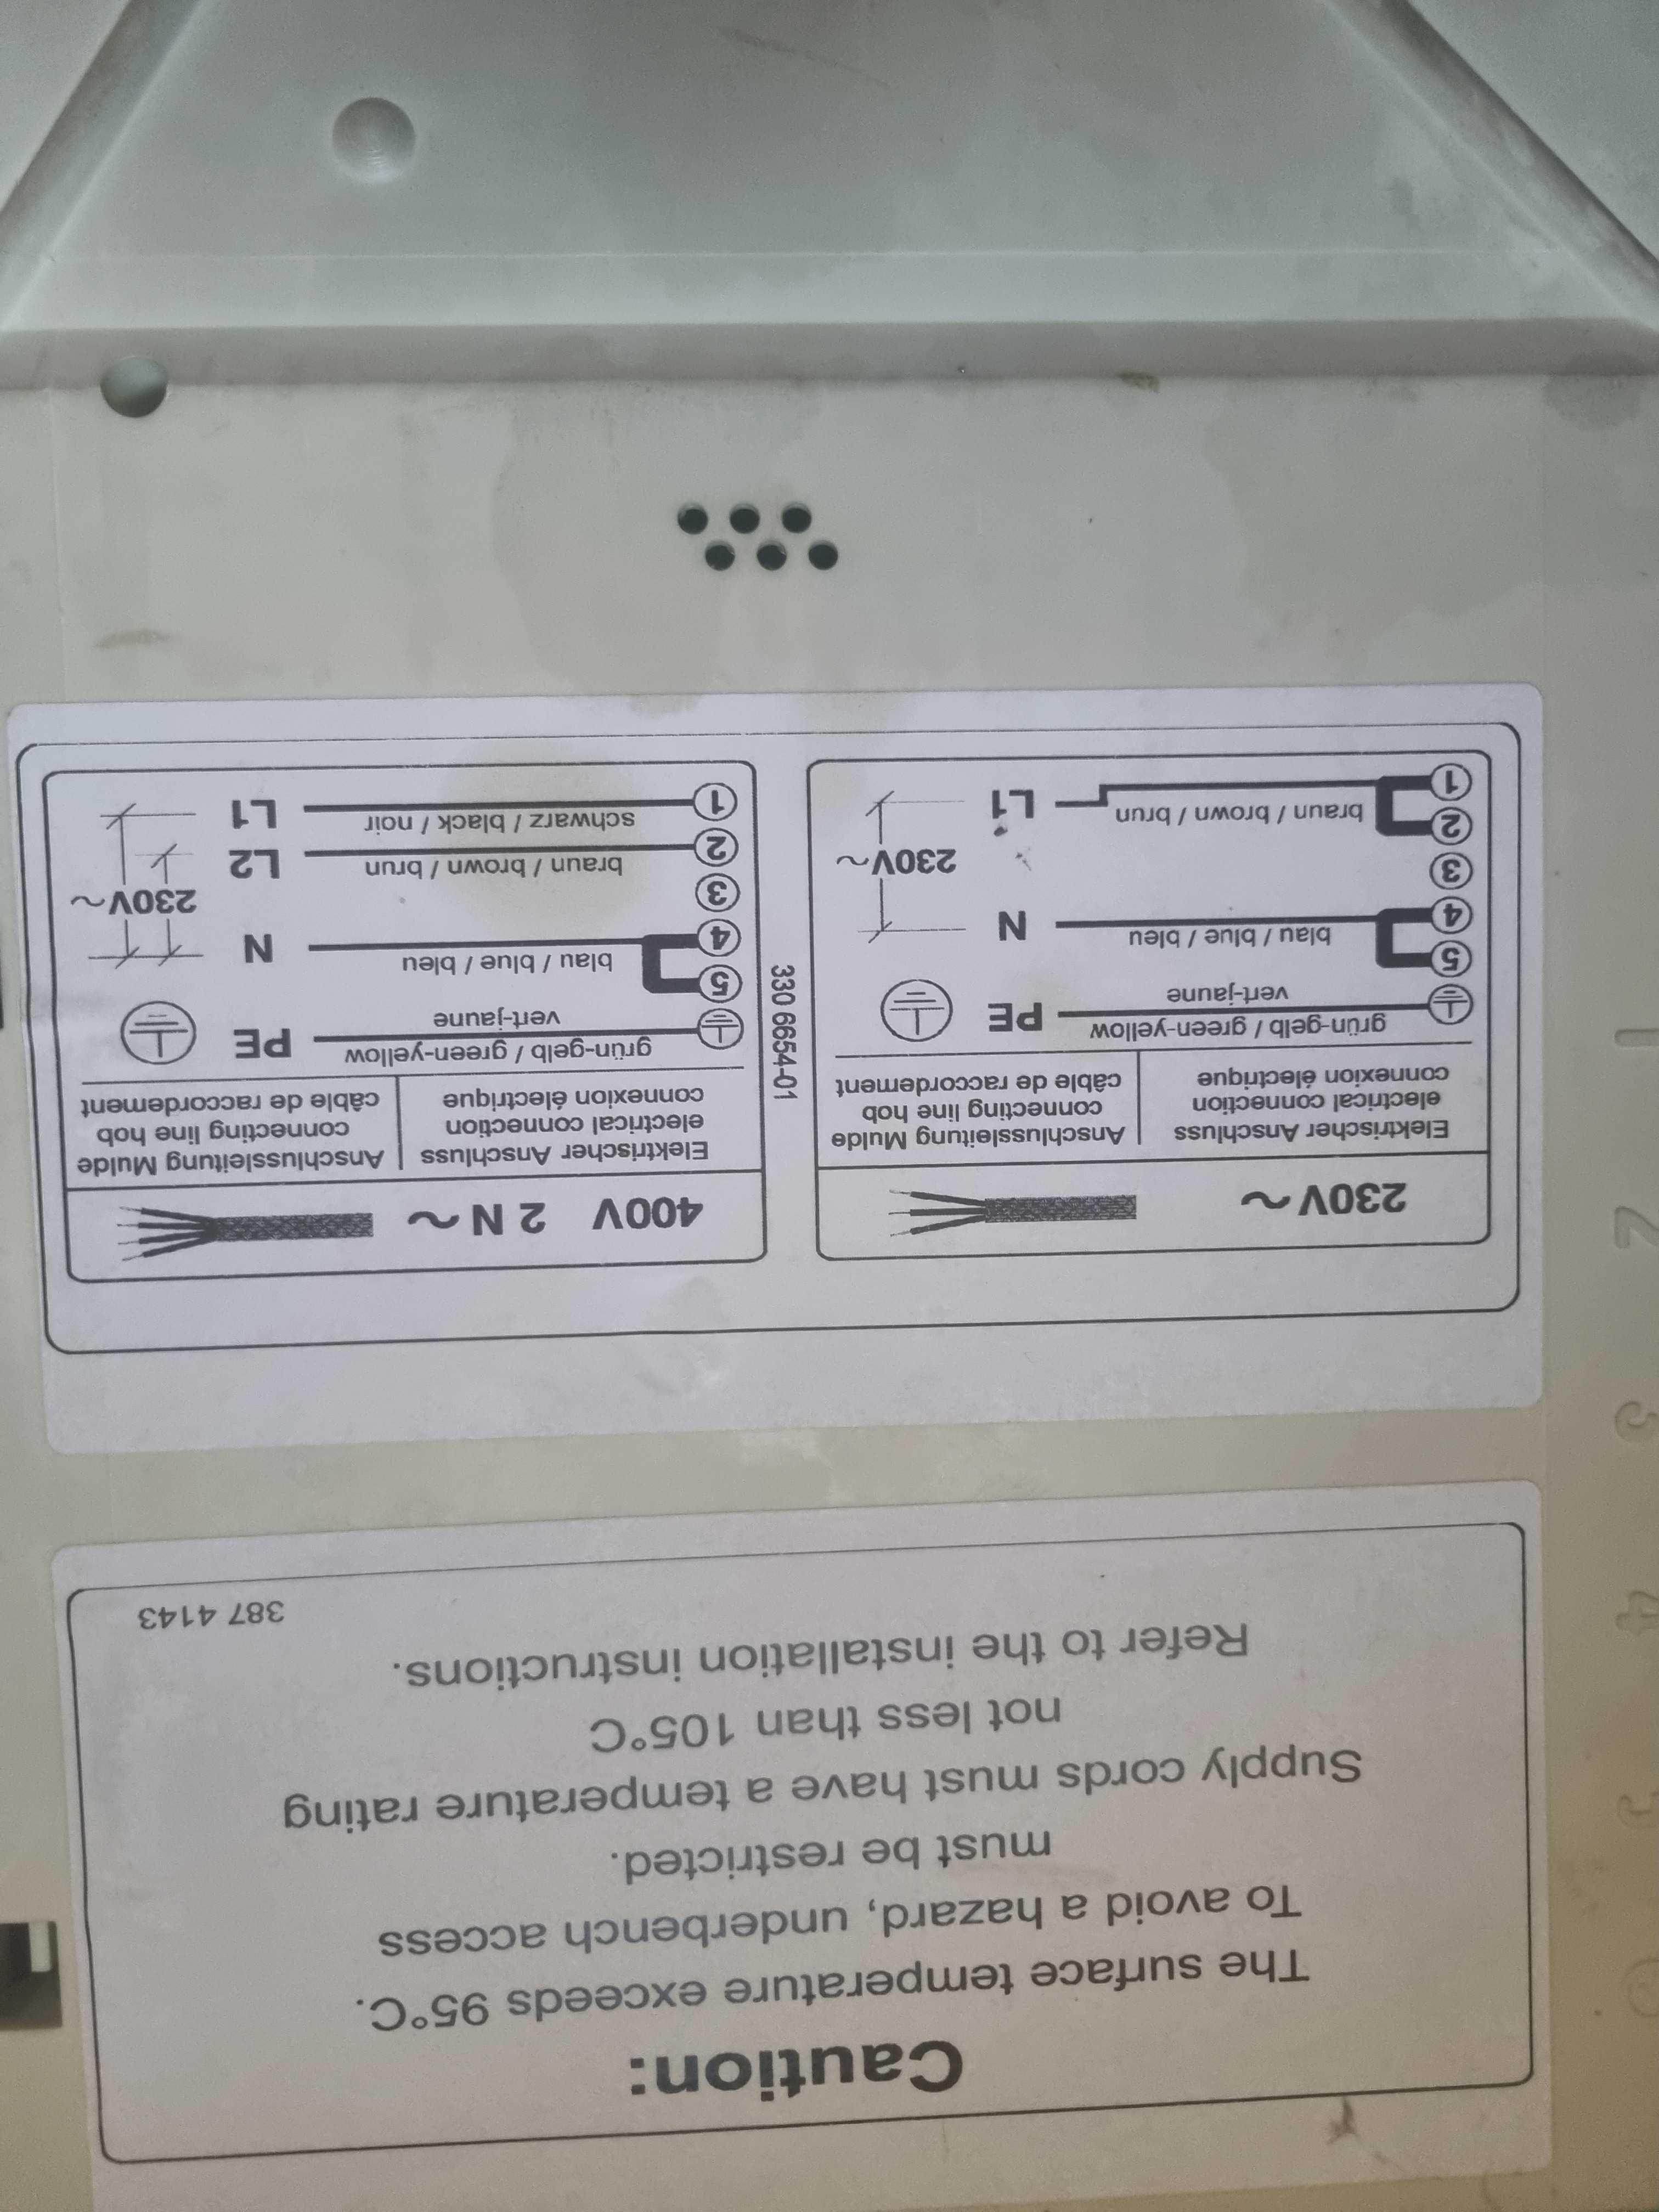 Caution:
The surface temperature exceeds 95°C.
To avoid a hazard, underbench access
must be restricted.
Supply cords must have a temperature rating
not less than 105°C
Refer to the installation instructions.
387 4143
230V ~
Elektrischer Anschluss
electrical connection
connexion électrique
Anschlussleitung Mulde
connecting line hob
câble de raccordement
grün-gelb / green-yellow
vert-jaune
PE
5
4
blau / blue / bleu
N
3
230V~
2
1
braun / brown / brun
L1
330 6654-01
400V 2 N ~
Elektrischer Anschluss
electrical connection
connexion électrique
Anschlussleitung Mulde
connecting line hob
câble de raccordement
grün-gelb / green-yellow
vert-jaune
PE
5
4
blau / blue / bleu
N
3
230V~
2
braun / brown / brun
L2
1
schwarz / black / noir
L1
4
3
2
1